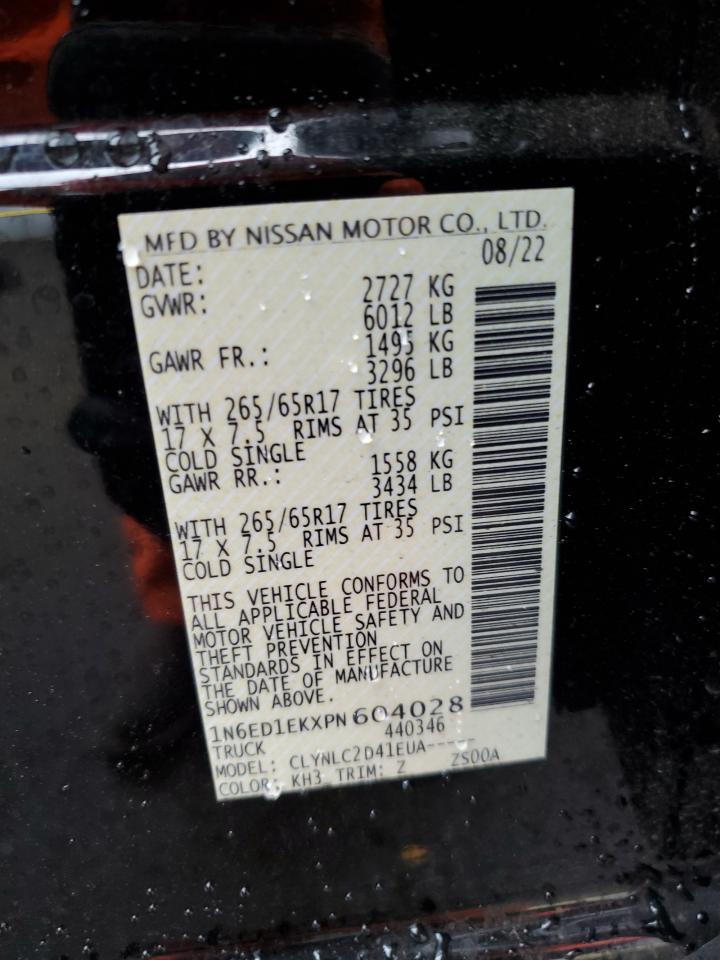 MFD BY NISSAN MOTOR CO., LTD.
DATE: 08/22
GVWR: 2727 KG
6012 LB
GAWR FR.: 1495 KG
3296 LB
WITH 265/65R17 TIRES
17 X 7.5 RIMS AT 35 PSI
COLD SINGLE
GAWR RR.: 1558 KG
3434 LB
WITH 265/65R17 TIRES
17 X 7.5 RIMS AT 35 PSI
COLD SINGLE
THIS VEHICLE CONFORMS TO
ALL APPLICABLE FEDERAL
MOTOR VEHICLE SAFETY AND
THEFT PREVENTION
STANDARDS IN EFFECT ON
THE DATE OF MANUFACTURE
SHOWN ABOVE.
1N6ED1EKXPN604028
TRUCK 440346
MODEL: CLYNLC2D41EUA-----
COLOR: KH3 TRIM: Z ZS00A